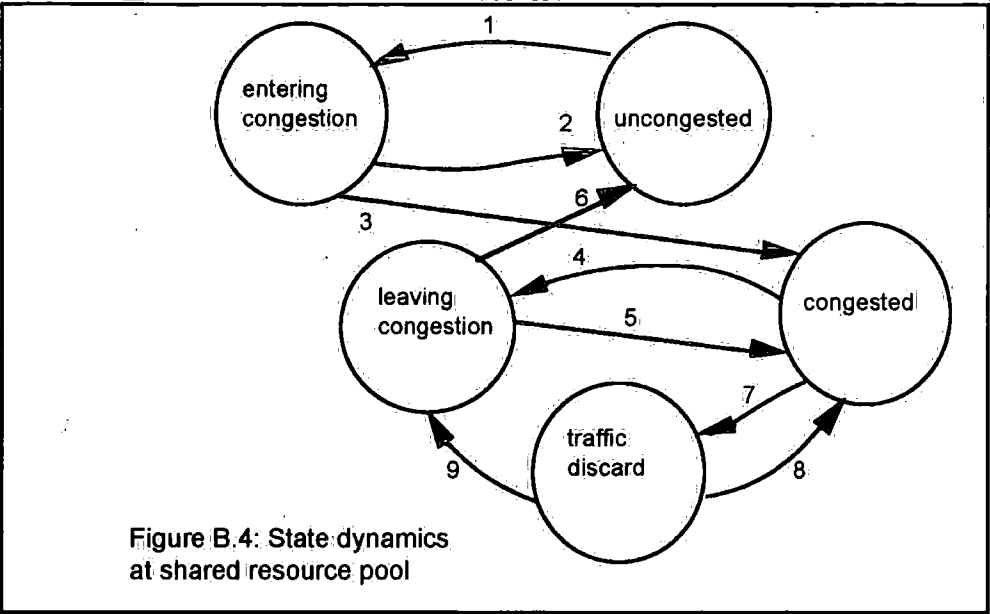 1
entering
congestion
uncongested
2
6
3
4
leaving
congestion
congested
5
7
traffic
discard
9
8
Figure B.4: State dynamics
at shared resource pool